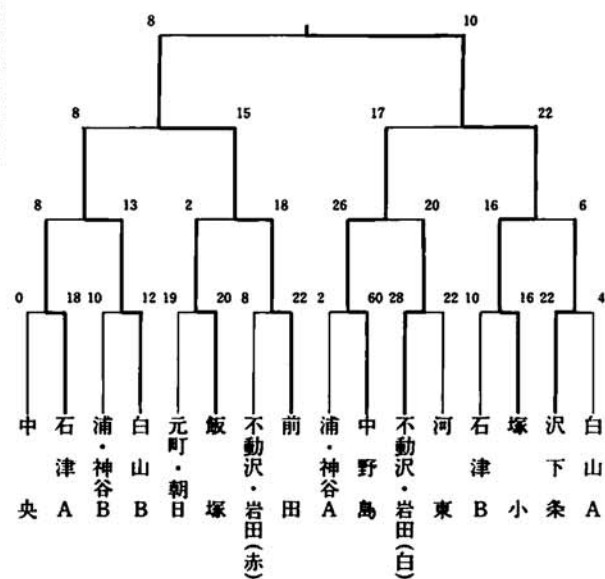 8 10
8 15 17 22
8 13 2 18 26 20 16 6
0 18 10 12 19 20 8 22 2 60 28 22 10 16 22 4
中央
石津A
浦・神谷B
白山B
元町・朝日
飯塚
不動沢・岩田(赤)
前田
浦・神谷A
中野島
不動沢・岩田(白)
河東
石津B
塚小
沢下条
白山A